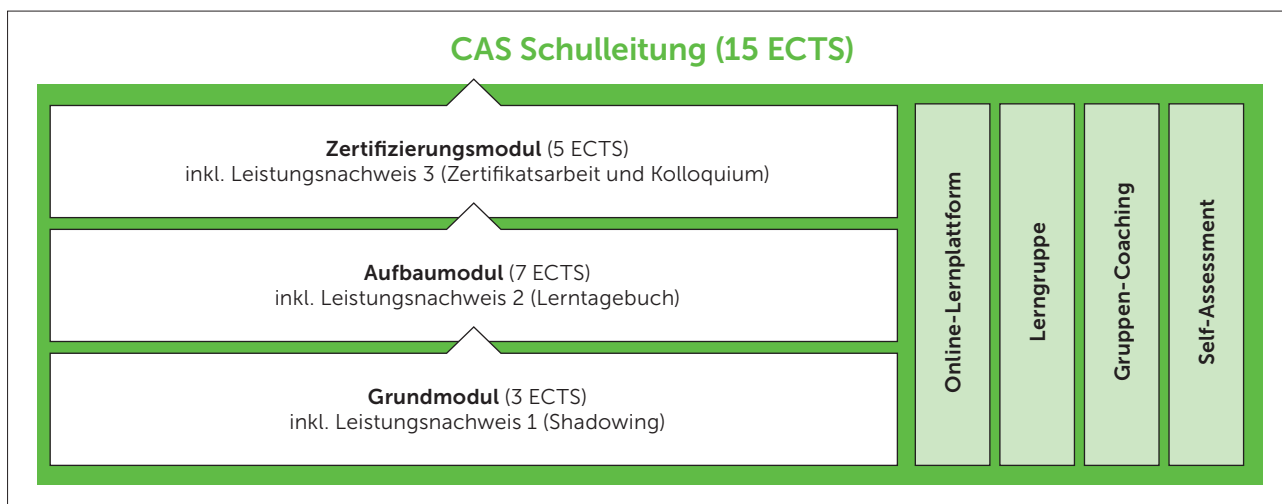 CAS Schulleitung (15 ECTS)
Zertifizierungsmodul (5 ECTS)
inkl. Leistungsnachweis 3 (Zertifikatsarbeit und Kolloquium)
Aufbaumodul (7 ECTS)
inkl. Leistungsnachweis 2 (Lerntagebuch)
Grundmodul (3 ECTS)
inkl. Leistungsnachweis 1 (Shadowing)
Online-Lernplattform
Lerngruppe
Gruppen-Coaching
Self-Assessment